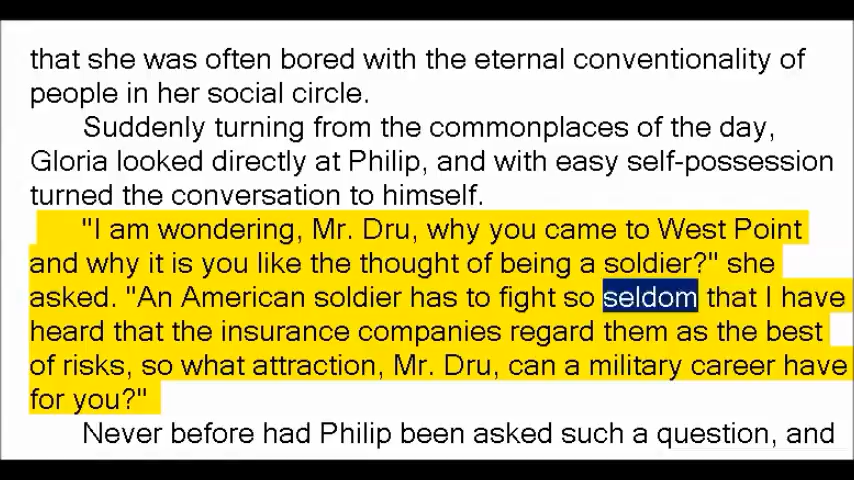 that she was often bored with the eternal conventionality of
people in her social circle.
Suddenly turning from the commonplaces of the day,
Gloria looked directly at Philip, and with easy self-possession
turned the conversation to himself.
"I am wondering, Mr. Dru, why you came to West Point
and why it is you like the thought of being a soldier?" she
asked. "An American soldier has to fight so seldom that I have
heard that the insurance companies regard them as the best
of risks, so what attraction, Mr. Dru, can a military career have
for you?"
Never before had Philip been asked such a question, and